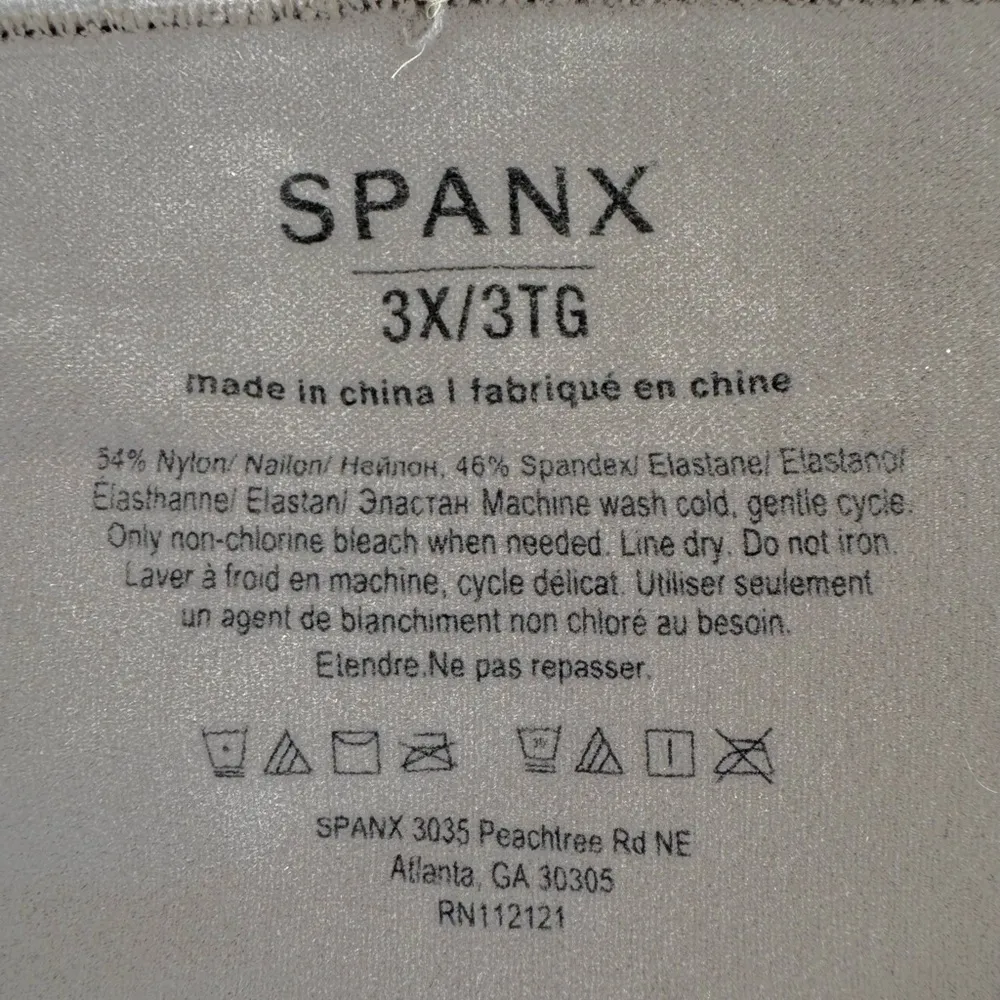 SPANX
3X/3TG
made in china | fabriqué en chine
54% Nylon/ Nailon/ Нейлон, 46% Spandex/ Elastane/ Elastanor
Élasthanne/ Elastan/ Эластан Machine wash cold, gentle cycle.
Only non-chlorine bleach when needed. Line dry. Do not iron.
Laver à froid en machine, cycle délicat. Utiliser seulement
un agent de blanchiment non chloré au besoin.
Etendre.Ne pas repasser.
30
SPANX 3035 Peachtree Rd NE
Atlanta, GA 30305
RN112121